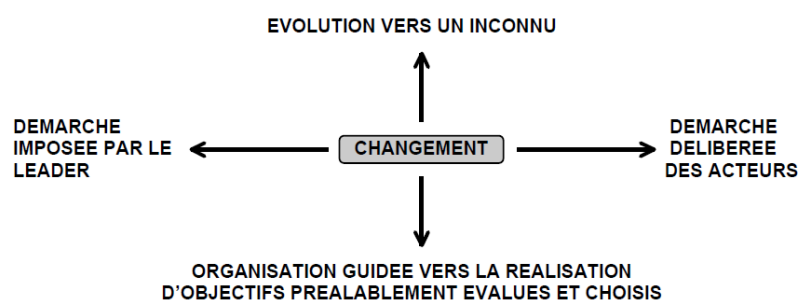 EVOLUTION VERS UN INCONNU
DEMARCHE
IMPOSEE PAR LE
LEADER
CHANGEMENT
DEMARCHE
DELIBEREE
DES ACTEURS
ORGANISATION GUIDEE VERS LA REALISATION
D'OBJECTIFS PREALABLEMENT EVALUES ET CHOISIS